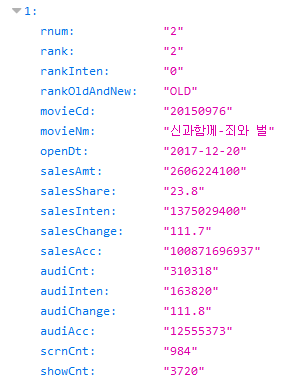 1:
rnum: "2"
rank: "2"
rankInten: "0"
rankOldAndNew: "OLD"
movieCd: "20150976"
movieNm: "신과함께-죄와 벌"
openDt: "2017-12-20"
salesAmt: "2606224100"
salesShare: "23.8"
salesInten: "1375029400"
salesChange: "111.7"
salesAcc: "100871696937"
audiCnt: "310318"
audiInten: "163820"
audiChange: "111.8"
audiAcc: "12555373"
scrnCnt: "984"
showCnt: "3720"